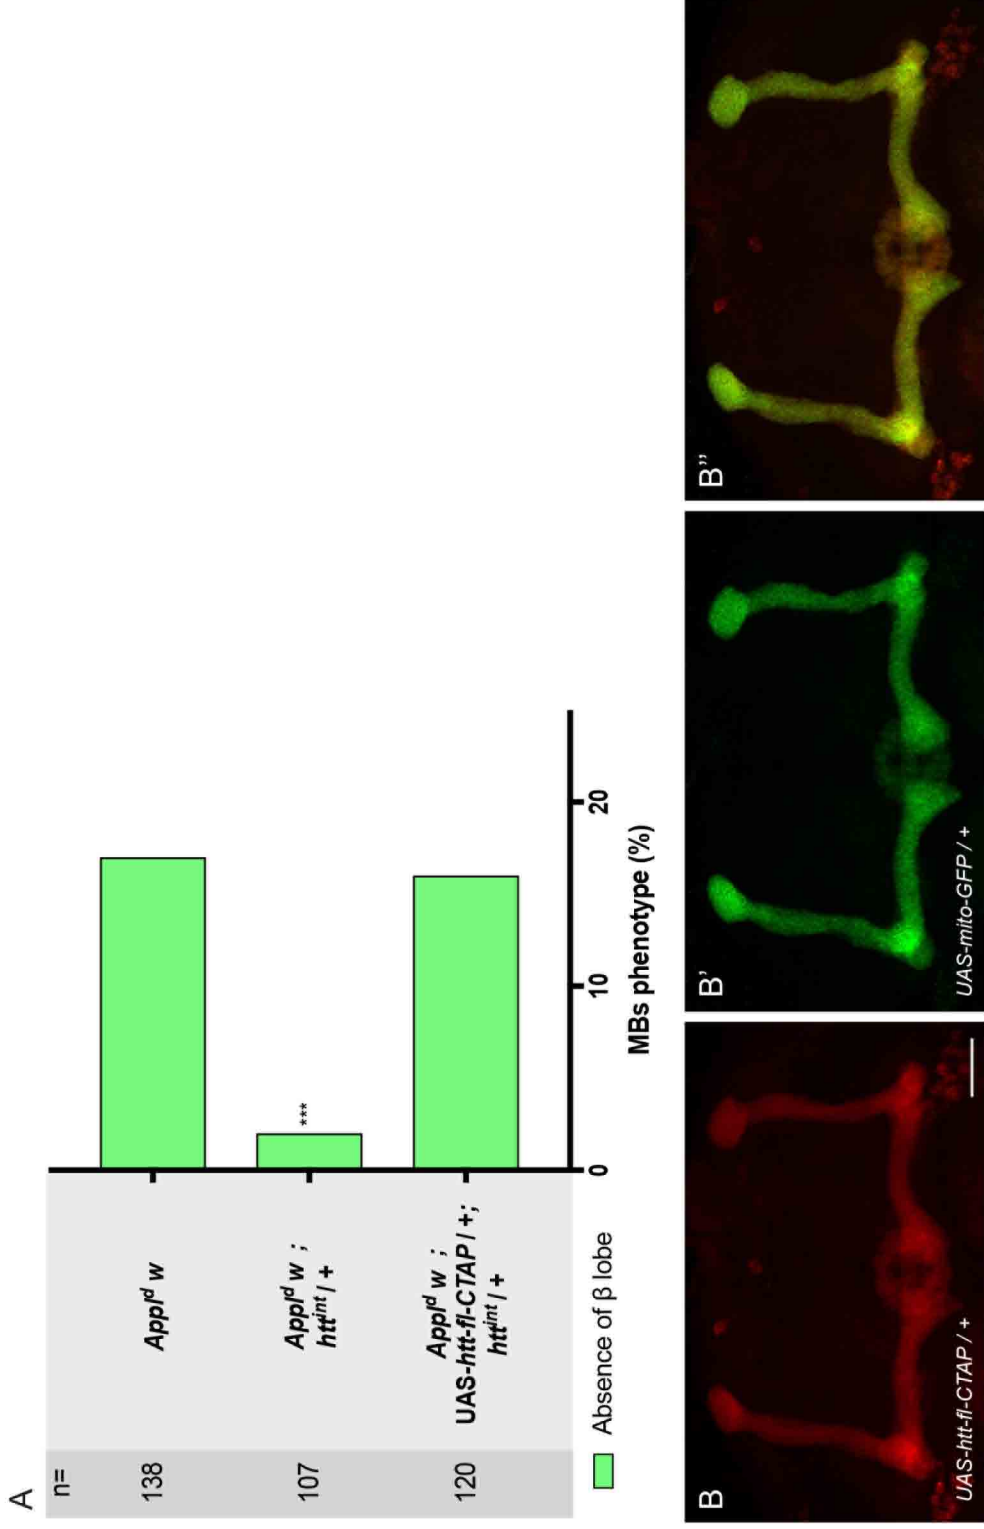 A
n=
138
Appl^d w
107
Appl^d w ;
htt^int / +
***
120
Appl^d w ;
UAS-htt-fl-CTAP / +;
htt^int / +
0
10
20
MBs phenotype (%)
Absence of β lobe
B
UAS-htt-fl-CTAP / +
B'
UAS-mito-GFP / +
B''